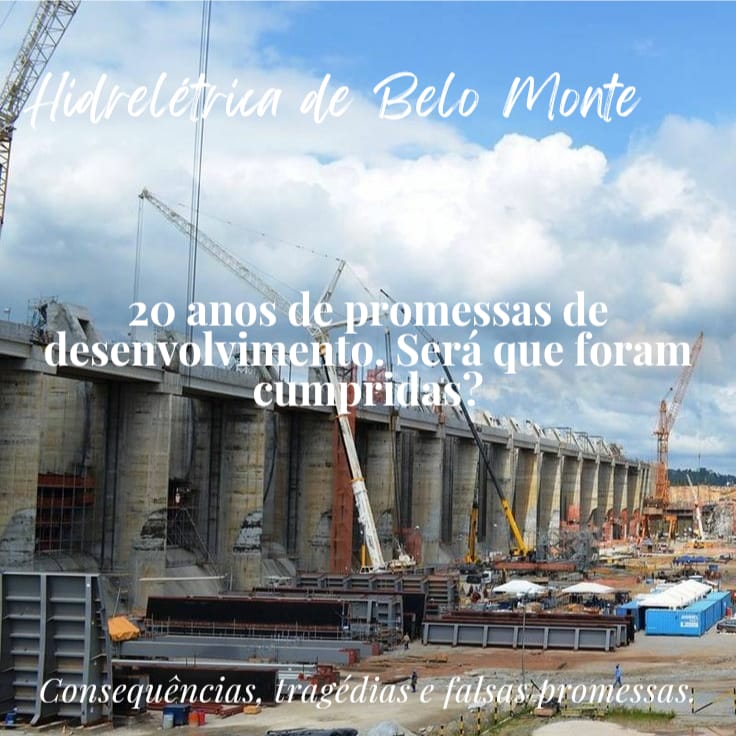 Hidrelétrica de Belo Monte
20 anos de promessas de
desenvolvimento. Será que foram
cumpridas?
Consequências, tragédias e falsas promessas.